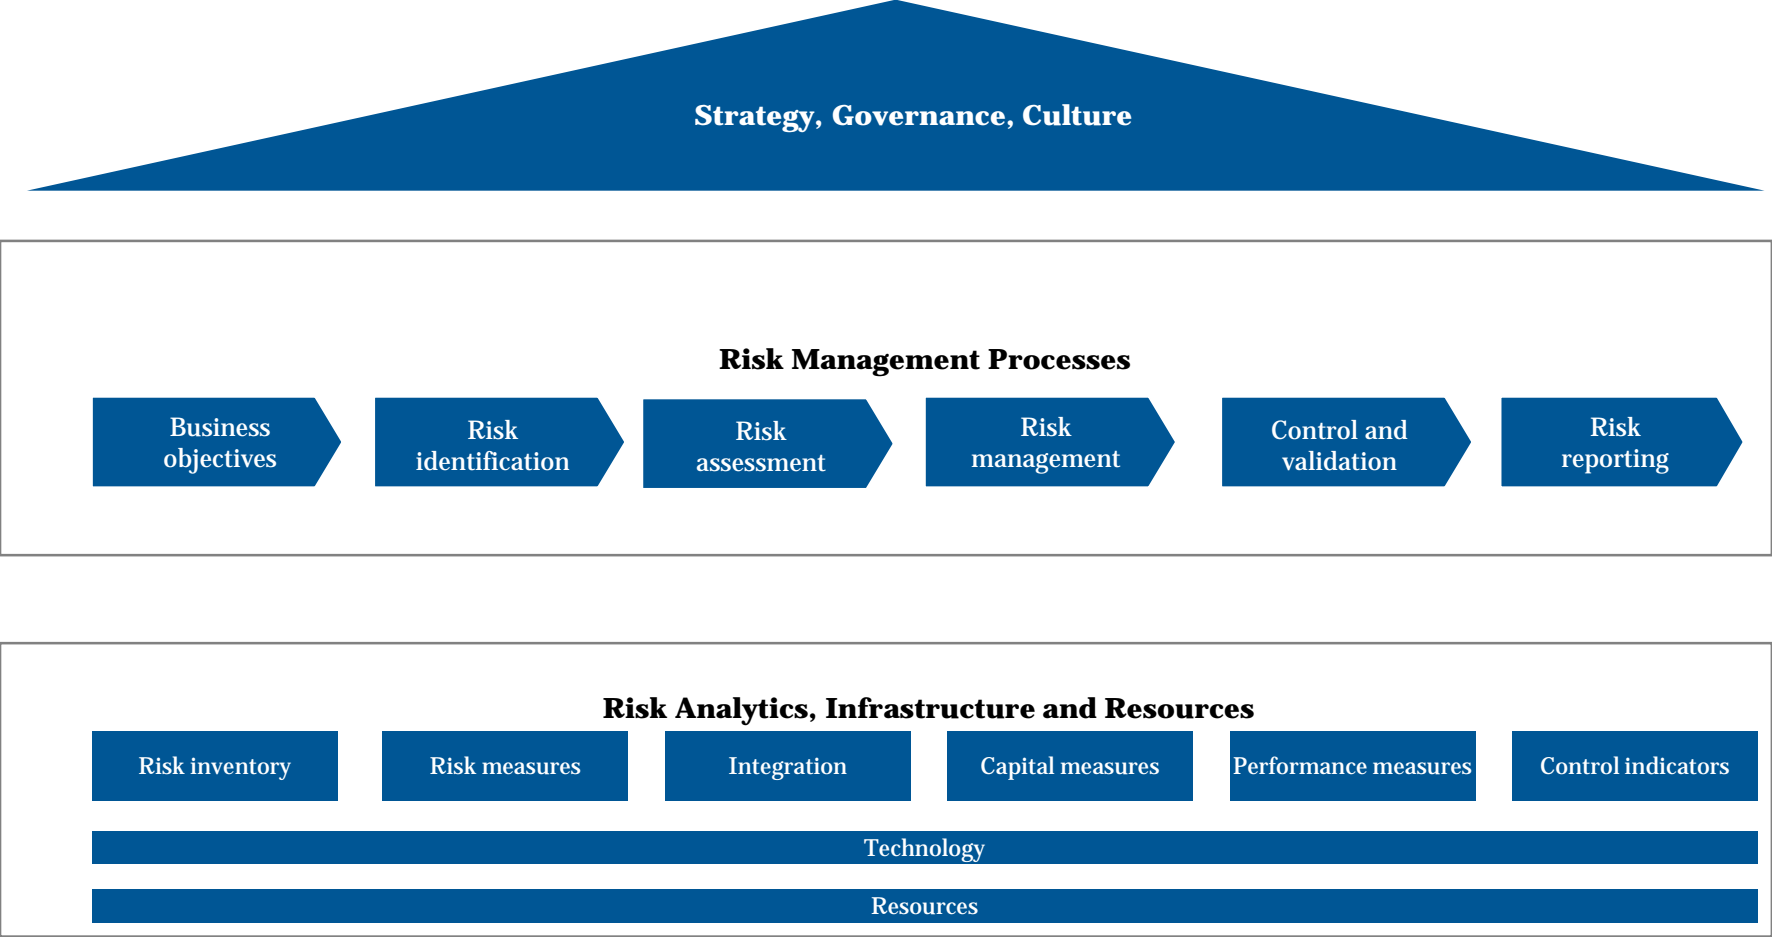 Strategy, Governance, Culture
Risk Management Processes
Business
objectives
Risk
identification
Risk
assessment
Risk
management
Control and
validation
Risk
reporting
Risk Analytics, Infrastructure and Resources
Risk inventory
Risk measures
Integration
Capital measures
Performance measures
Control indicators
Technology
Resources